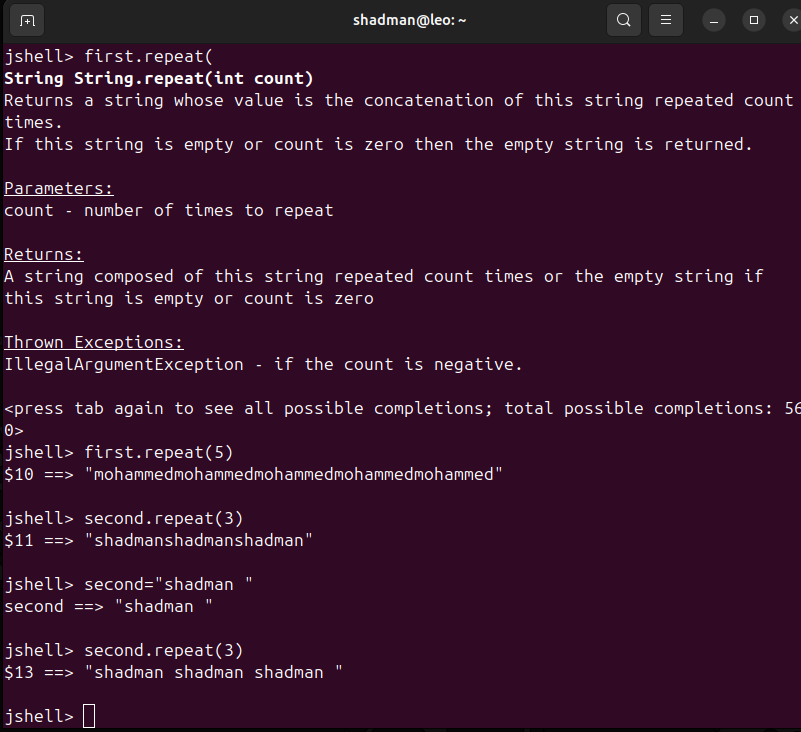 shadman@leo: ~
jshell> first.repeat(
String String.repeat(int count)
Returns a string whose value is the concatenation of this string repeated count
times.
If this string is empty or count is zero then the empty string is returned.
Parameters:
count - number of times to repeat
Returns:
A string composed of this string repeated count times or the empty string if
this string is empty or count is zero
Thrown Exceptions:
IllegalArgumentException - if the count is negative.
<press tab again to see all possible completions; total possible completions: 56
0>
jshell> first.repeat(5)
$10 ==> "mohammedmohammedmohammedmohammedmohammed"
jshell> second.repeat(3)
$11 ==> "shadmanshadmanshadman"
jshell> second="shadman "
second ==> "shadman "
jshell> second.repeat(3)
$13 ==> "shadman shadman shadman "
jshell>